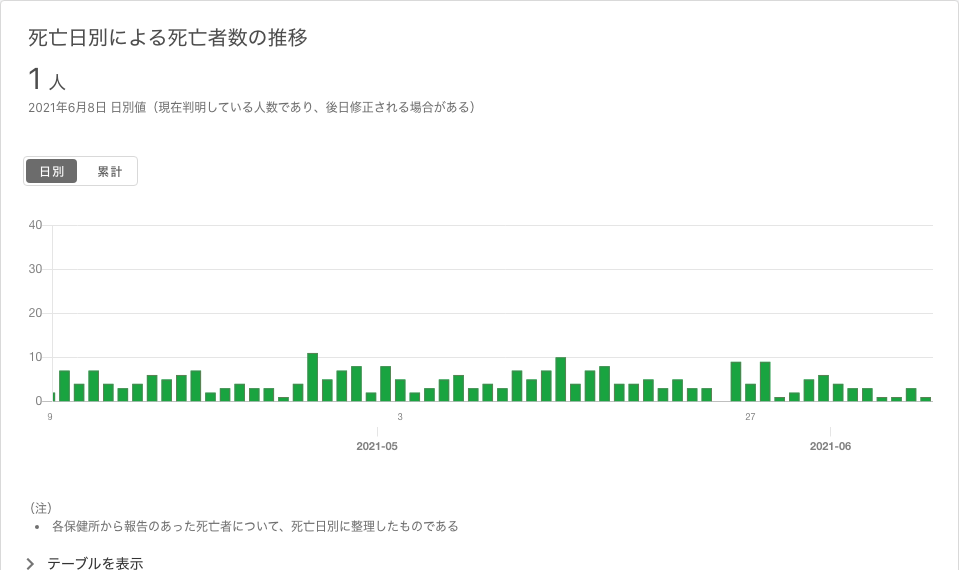 死亡日別による死亡者数の推移
1 人
2021年6月8日 日別値（現在判明している人数であり、後日修正される場合がある）
日別 累計
40
30
20
10
0
9 3 27
2021-05 2021-06
（注）
• 各保健所から報告のあった死亡者について、死亡日別に整理したものである
テーブルを表示